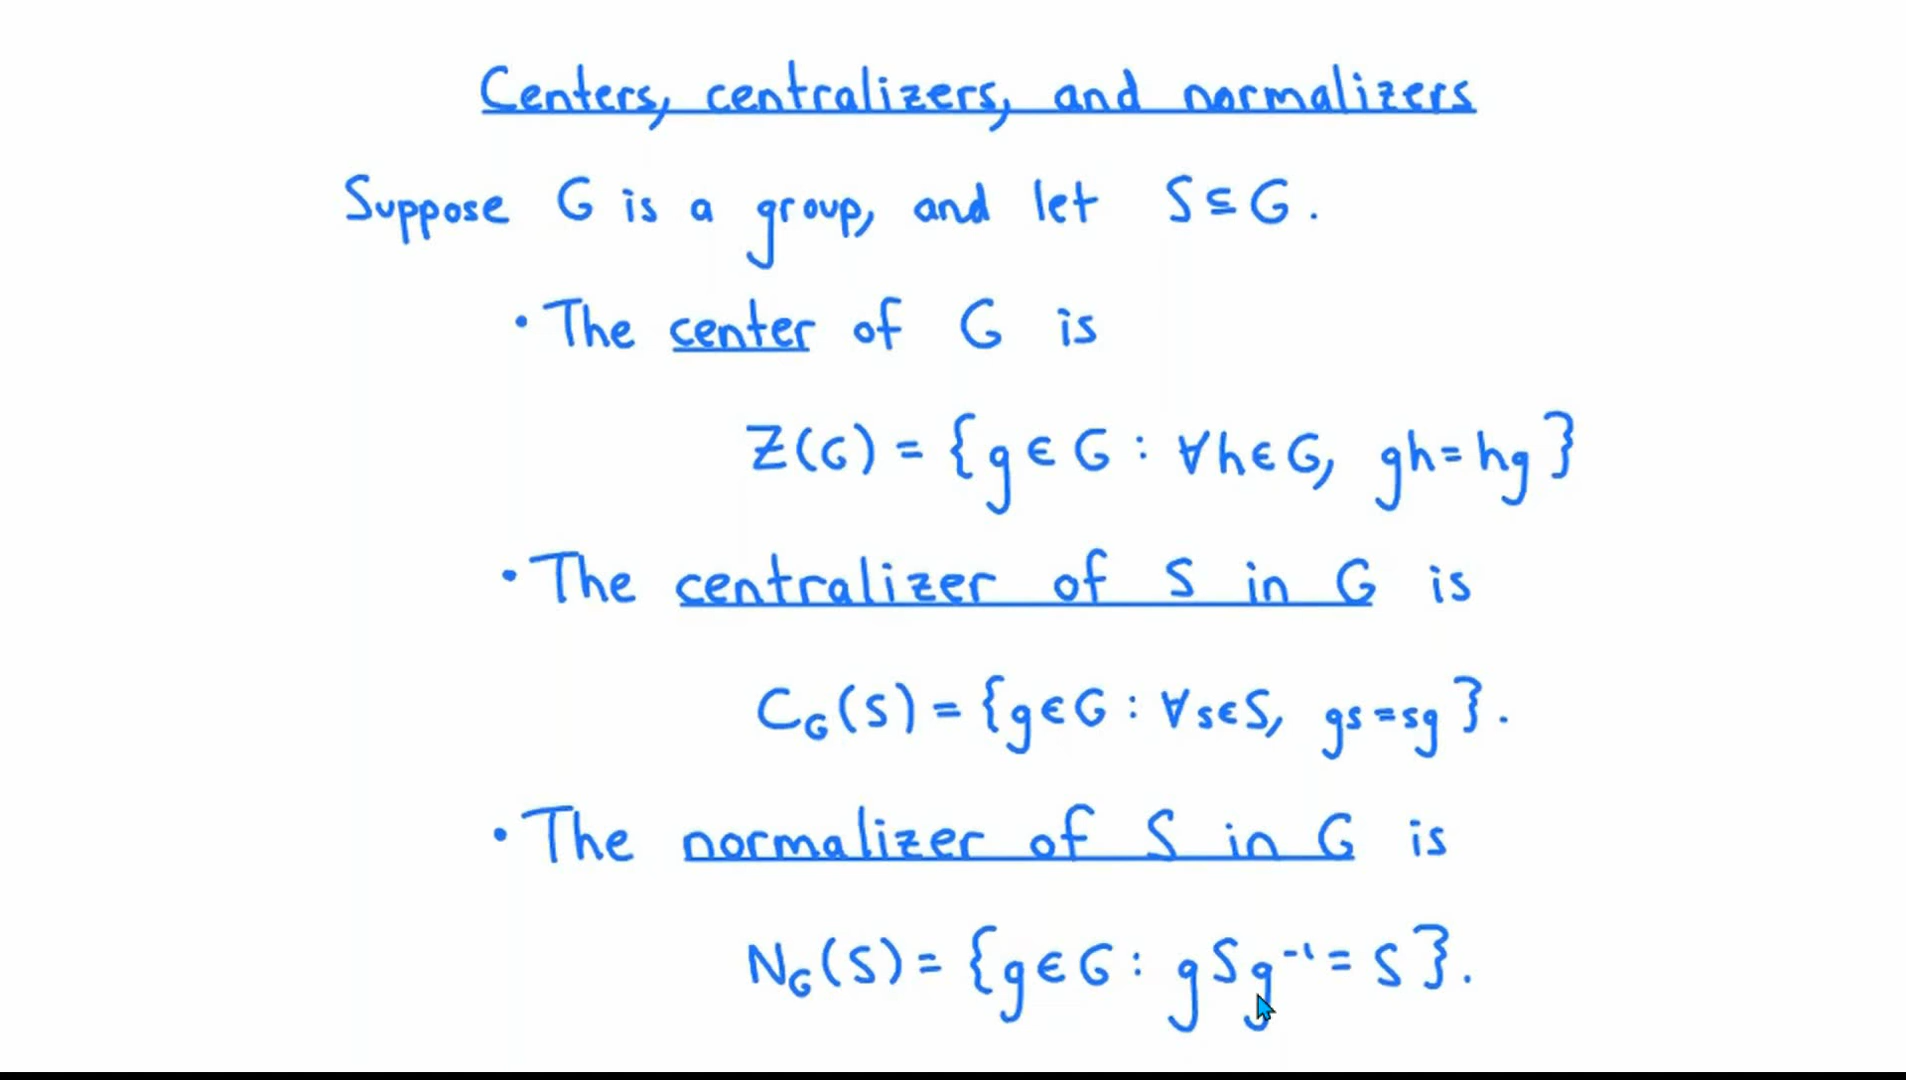 Centers, centralizers, and normalizers
Suppose G is a group, and let S ⊆ G.
• The center of G is
Z(G) = {g ∈ G : ∀h ∈ G, gh = hg}
• The centralizer of S in G is
C_G(S) = {g ∈ G : ∀s ∈ S, gs = sg}.
• The normalizer of S in G is
N_G(S) = {g ∈ G : gSg⁻¹ = S}.